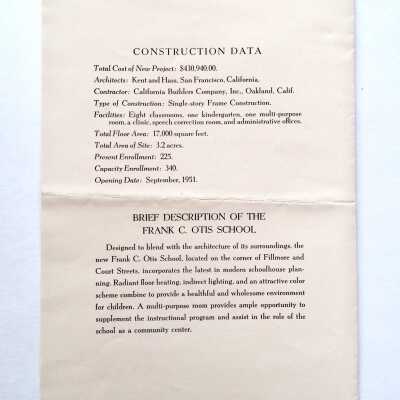 CONSTRUCTION DATA
Total Cost of New Project: $430,940.00.
Architects: Kent and Hass, San Francisco, California.
Contractor: California Builders Company, Inc., Oakland, Calif.
Type of Construction: Single-story Frame Construction.
Facilities: Eight classrooms, one kindergarten, one multi-purpose
room, a clinic, speech correction room, and administrative offices.
Total Floor Area: 17,000 square feet.
Total Area of Site: 3.2 acres.
Present Enrollment: 225.
Capacity Enrollment: 340.
Opening Date: September, 1951.
BRIEF DESCRIPTION OF THE
FRANK C. OTIS SCHOOL
Designed to blend with the architecture of its surroundings, the
new Frank C. Otis School, located on the corner of Fillmore and
Court Streets, incorporates the latest in modern schoolhouse plan-
ning. Radiant floor heating, indirect lighting, and an attractive color
scheme combine to provide a healthful and wholesome environment
for children. A multi-purpose room provides ample opportunity to
supplement the instructional program and assist in the role of the
school as a community center.